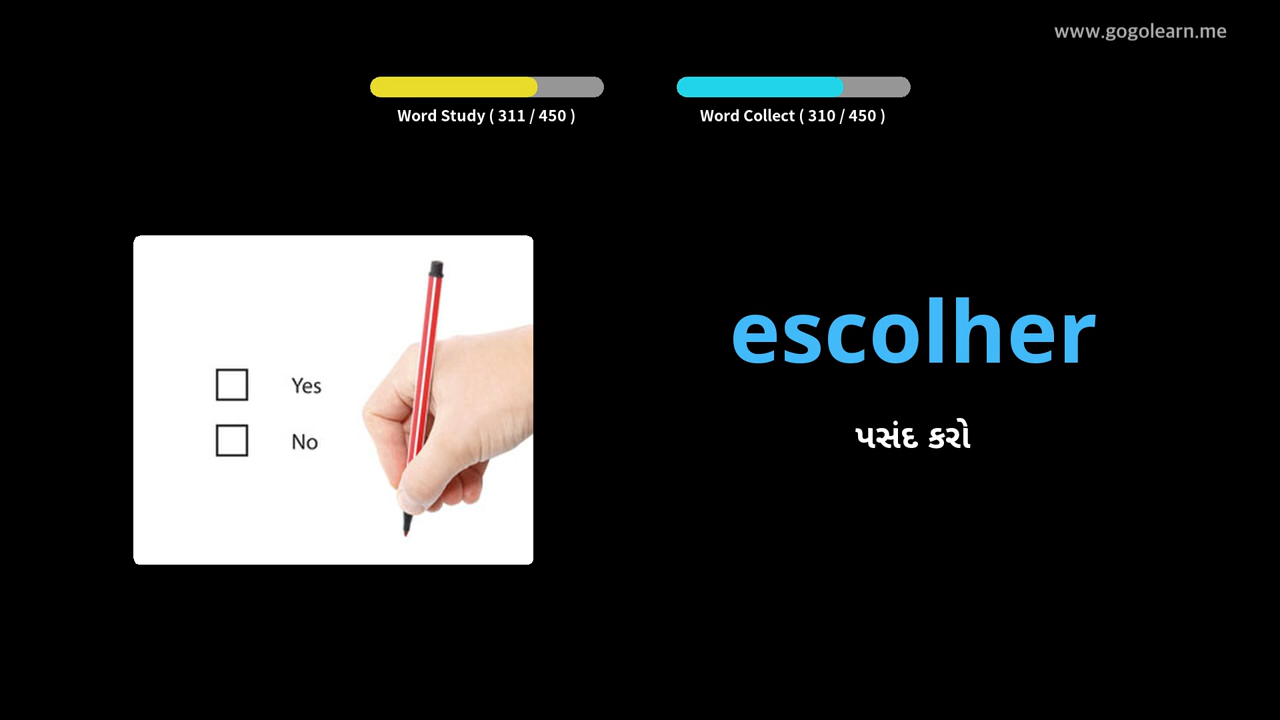 www.gogolearn.me
Word Study ( 311 / 450 )
Word Collect ( 310 / 450 )
Yes
No
escolher
પસંદ કરો